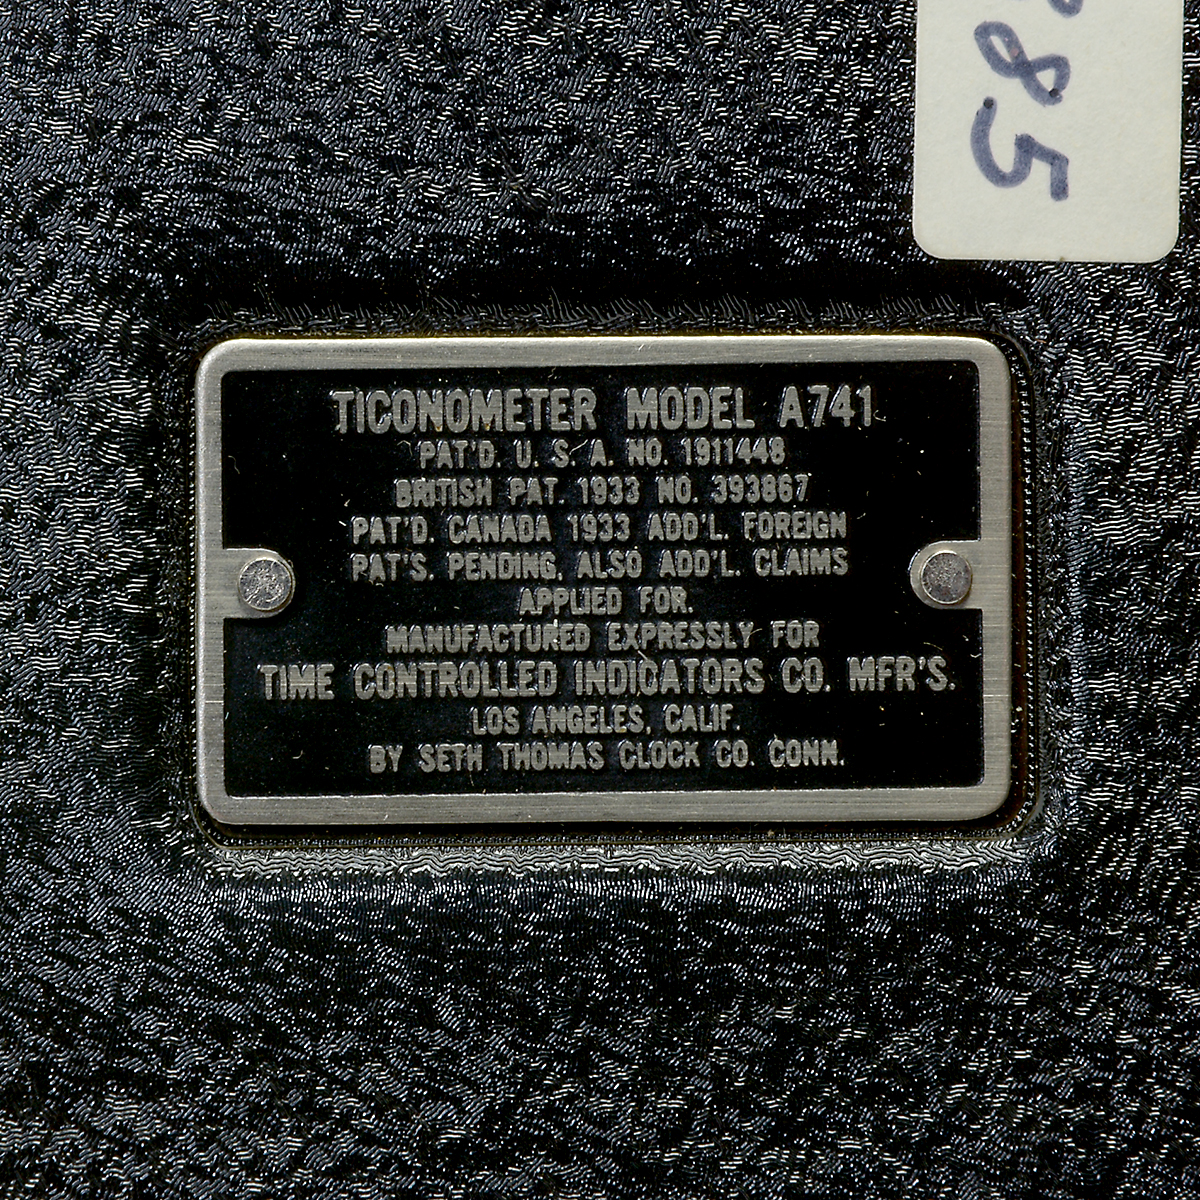 85
TICONOMETER MODEL A741
PAT'D. U. S. A. NO. 1911448
BRITISH PAT. 1933 NO. 393867
PAT'D. CANADA 1933 ADD'L. FOREIGN
PAT'S. PENDING, ALSO ADD'L. CLAIMS
APPLIED FOR.
MANUFACTURED EXPRESSLY FOR
TIME CONTROLLED INDICATORS CO. MFR'S.
LOS ANGELES, CALIF.
BY SETH THOMAS CLOCK CO. CONN.